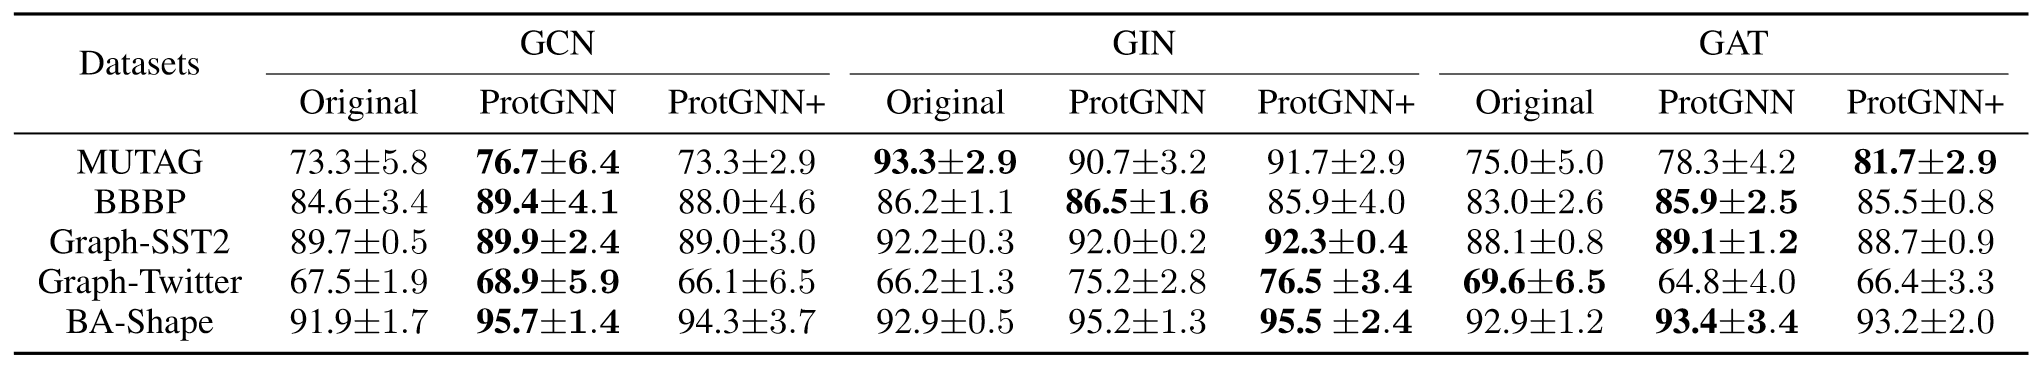 Datasets GCN GIN GAT
Original ProtGNN ProtGNN+ Original ProtGNN ProtGNN+ Original ProtGNN ProtGNN+
MUTAG 73.3±5.8 76.7±6.4 73.3±2.9 93.3±2.9 90.7±3.2 91.7±2.9 75.0±5.0 78.3±4.2 81.7±2.9
BBBP 84.6±3.4 89.4±4.1 88.0±4.6 86.2±1.1 86.5±1.6 85.9±4.0 83.0±2.6 85.9±2.5 85.5±0.8
Graph-SST2 89.7±0.5 89.9±2.4 89.0±3.0 92.2±0.3 92.0±0.2 92.3±0.4 88.1±0.8 89.1±1.2 88.7±0.9
Graph-Twitter 67.5±1.9 68.9±5.9 66.1±6.5 66.2±1.3 75.2±2.8 76.5 ±3.4 69.6±6.5 64.8±4.0 66.4±3.3
BA-Shape 91.9±1.7 95.7±1.4 94.3±3.7 92.9±0.5 95.2±1.3 95.5 ±2.4 92.9±1.2 93.4±3.4 93.2±2.0